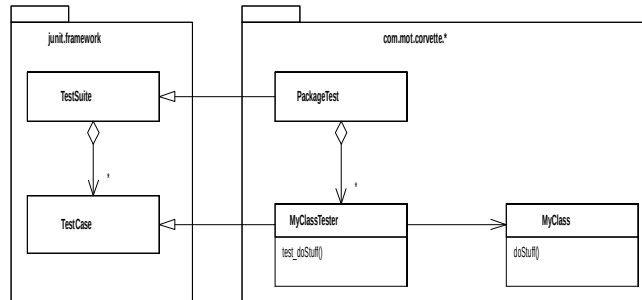 junit.framework
com.mot.corvette.*
TestSuite
PackageTest
*
*
TestCase
MyClassTester
MyClass
test_doStuff()
doStuff()